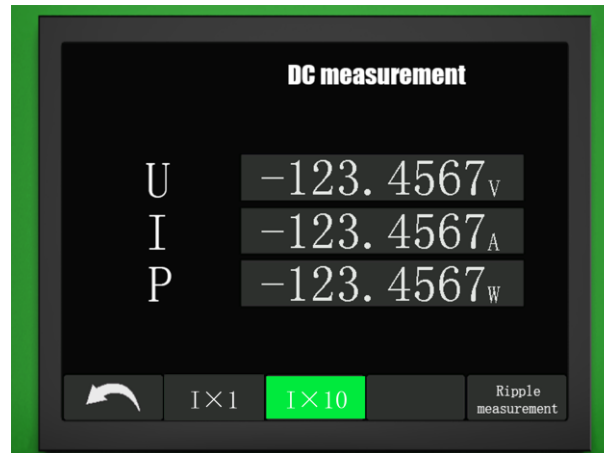 DC measurement
U -123.4567V
I -123.4567A
P -123.4567W
I×1 I×10 Ripple
measurement